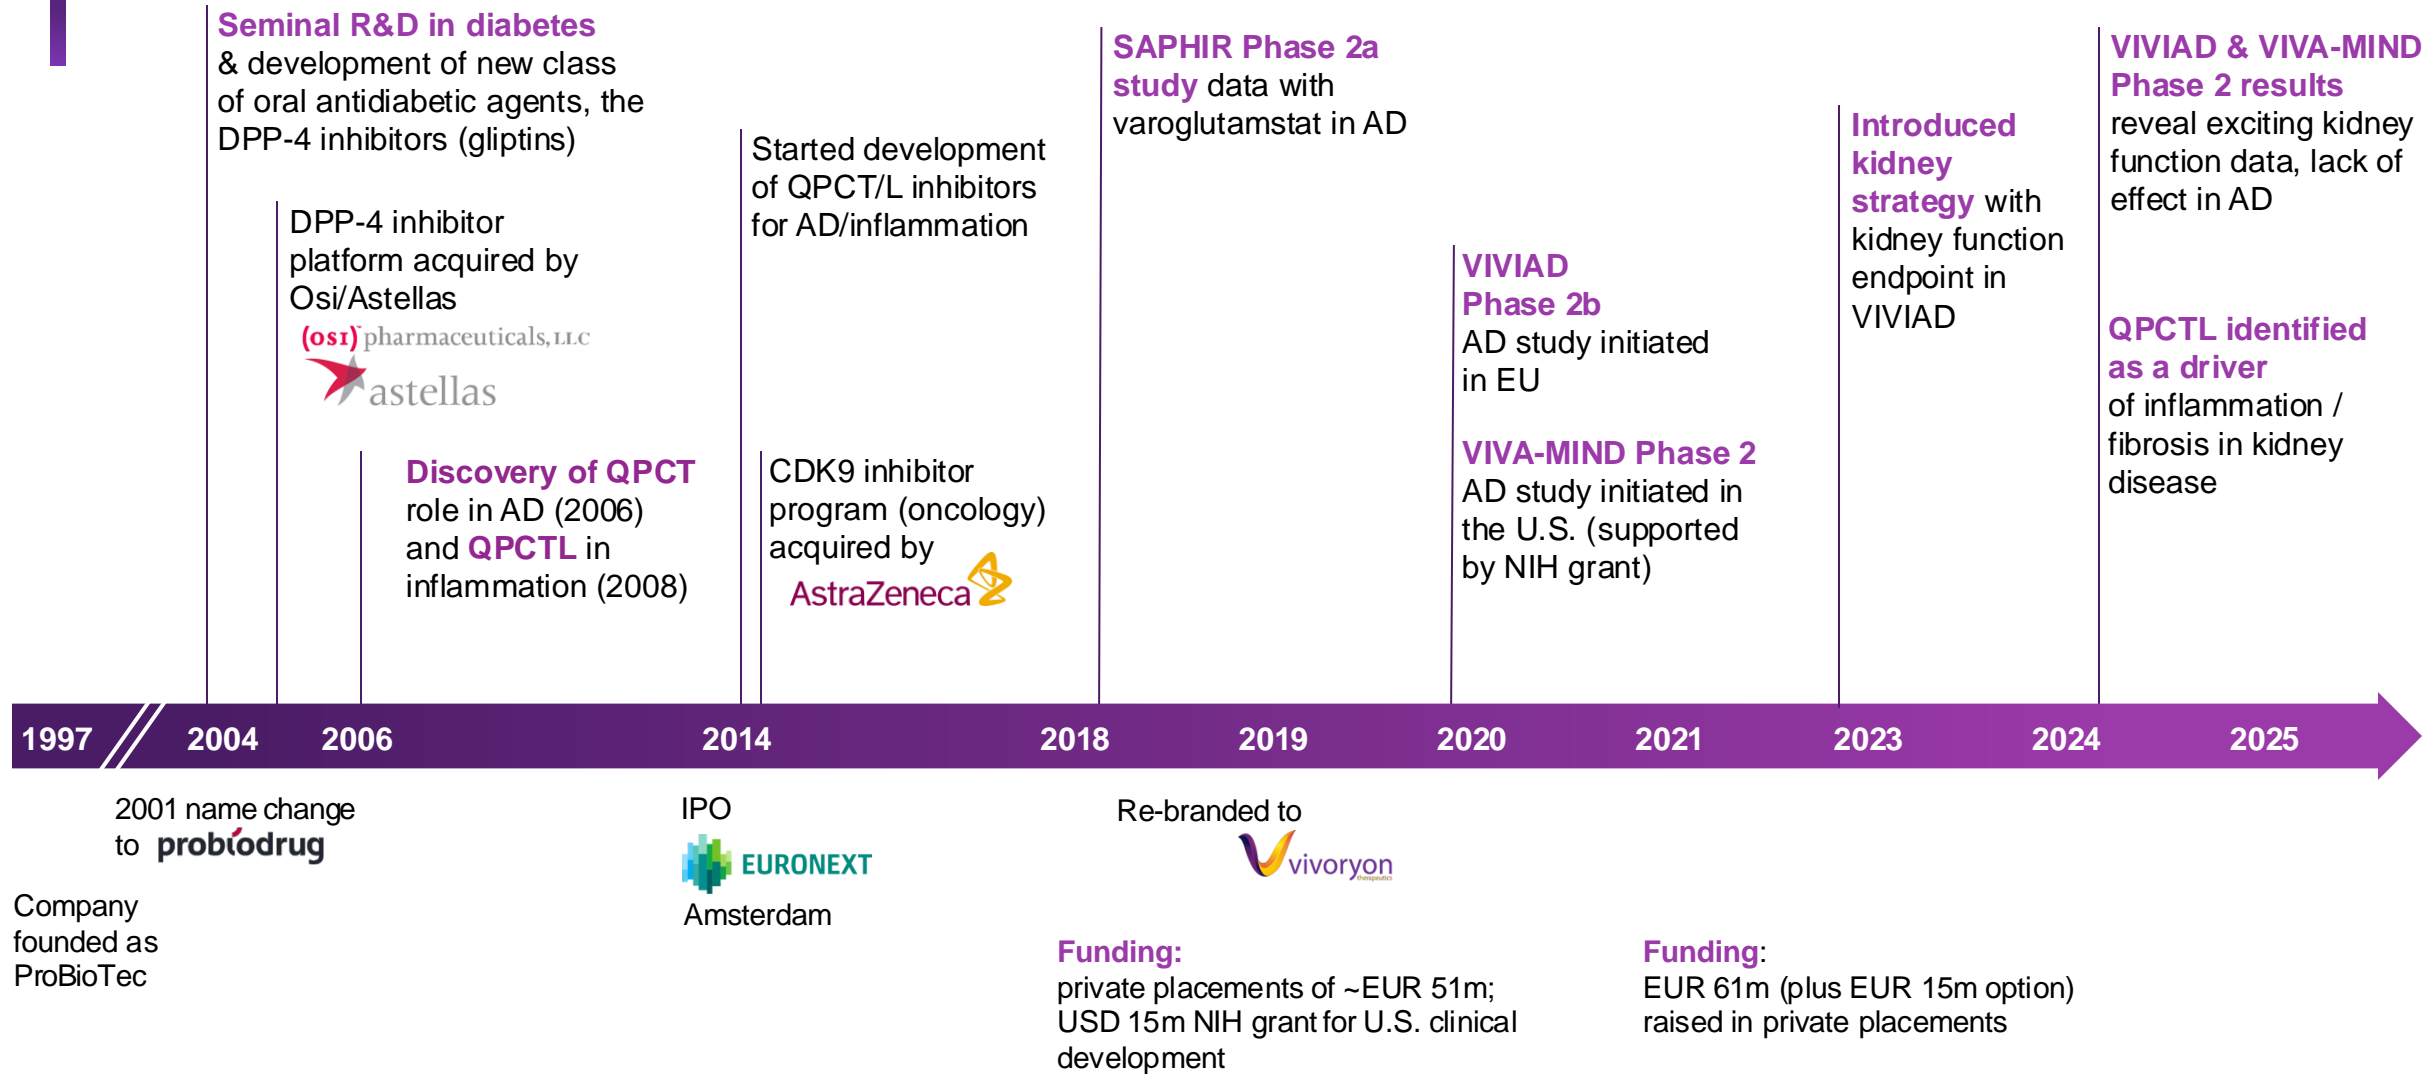 Seminal R&D in diabetes
& development of new class
of oral antidiabetic agents, the
DPP-4 inhibitors (gliptins)
DPP-4 inhibitor
platform acquired by
Osi/Astellas
(osi)™ pharmaceuticals, LLC
astellas
Discovery of QPCT
role in AD (2006)
and QPCTL in
inflammation (2008)
Started development
of QPCT/L inhibitors
for AD/inflammation
CDK9 inhibitor
program (oncology)
acquired by
AstraZeneca
SAPHIR Phase 2a
study data with
varoglutamstat in AD
VIVIAD
Phase 2b
AD study initiated
in EU
VIVA-MIND Phase 2
AD study initiated in
the U.S. (supported
by NIH grant)
Introduced
kidney
strategy with
kidney function
endpoint in
VIVIAD
VIVIAD & VIVA-MIND
Phase 2 results
reveal exciting kidney
function data, lack of
effect in AD
QPCTL identified
as a driver
of inflammation /
fibrosis in kidney
disease
1997 2004 2006 2014 2018 2019 2020 2021 2023 2024 2025
2001 name change
to probiodrug
Company
founded as
ProBioTec
IPO
EURONEXT
Amsterdam
Re-branded to
vivoryon
therapeutics
Funding:
private placements of ~EUR 51m;
USD 15m NIH grant for U.S. clinical
development
Funding:
EUR 61m (plus EUR 15m option)
raised in private placements